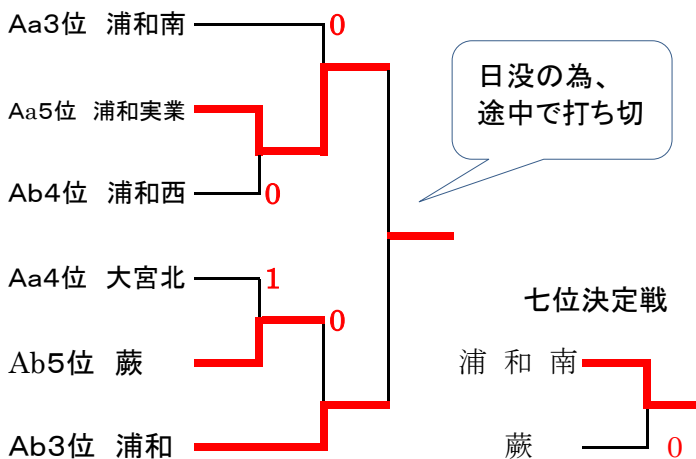 Aa3位 浦和南
0
日没の為、
途中で打ち切
Aa5位 浦和実業
Ab4位 浦和西
0
Aa4位 大宮北
1
0
七位決定戦
Ab5位 蕨
浦 和 南
Ab3位 浦和
蕨
0